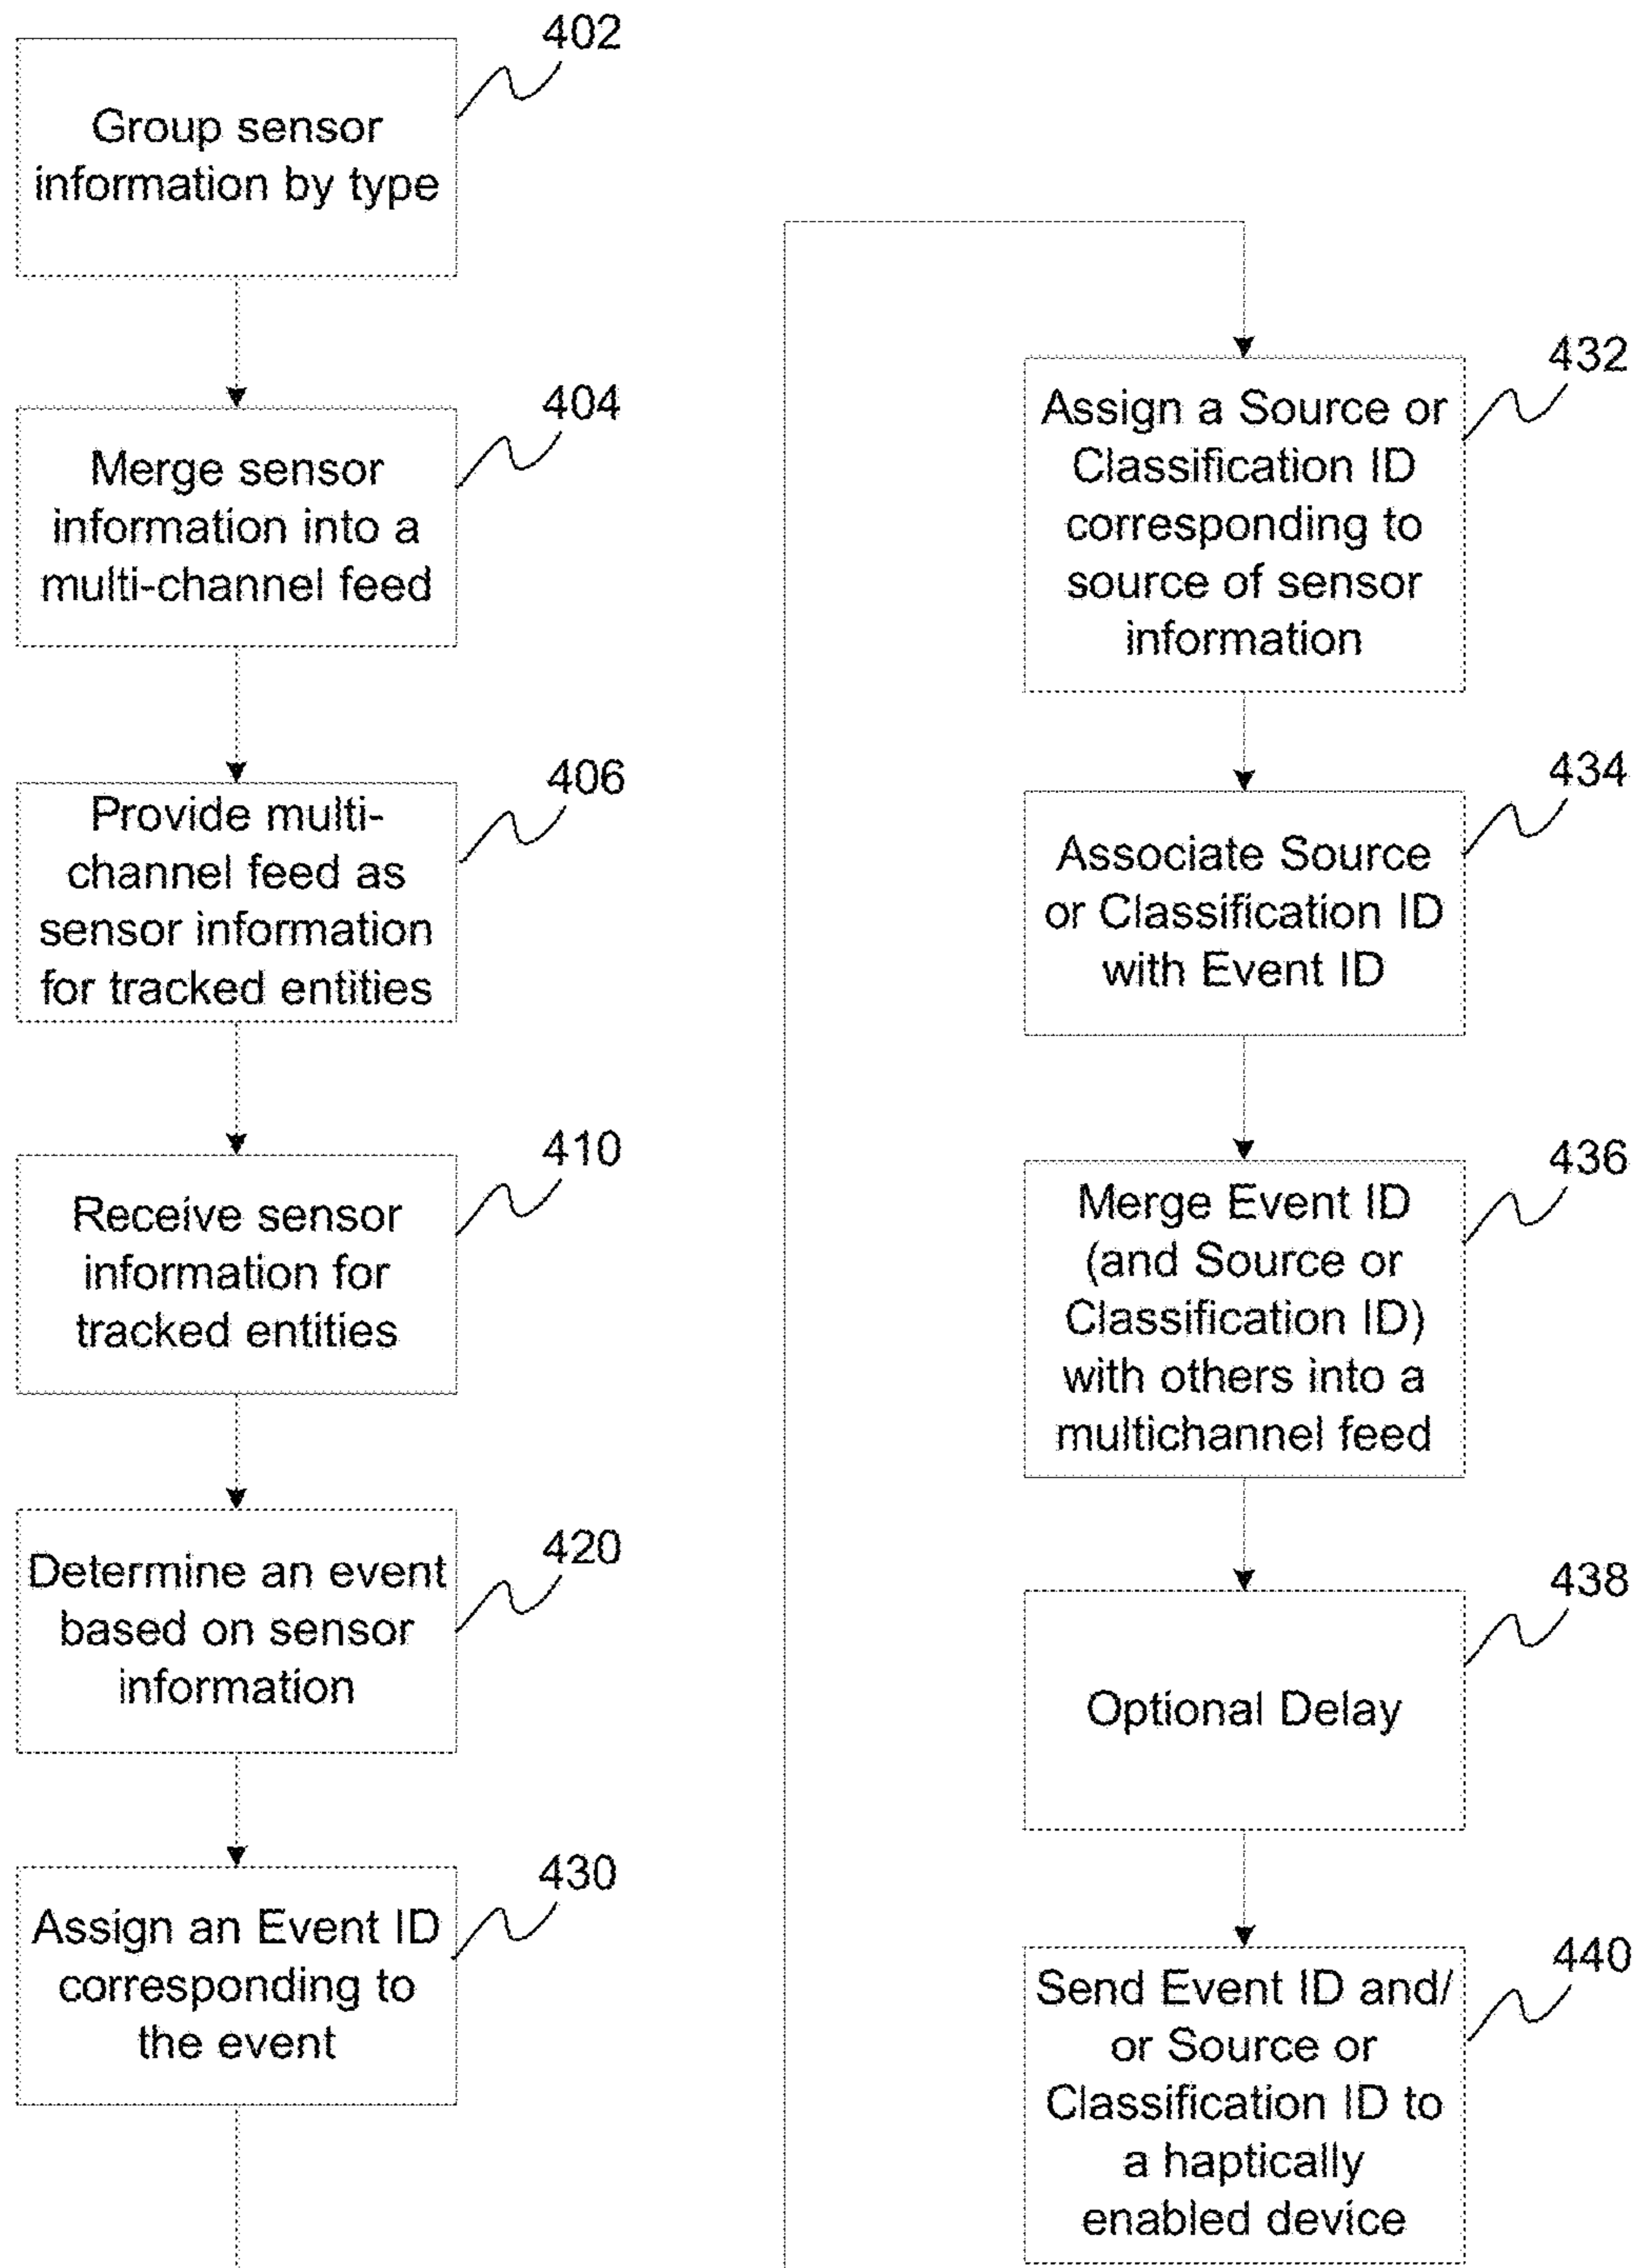 402
Group sensor
information by type
404
Merge sensor
information into a
multi-channel feed
406
Provide multi-
channel feed as
sensor information
for tracked entities
410
Receive sensor
information for
tracked entities
420
Determine an event
based on sensor
information
430
Assign an Event ID
corresponding to
the event
432
Assign a Source or
Classification ID
corresponding to
source of sensor
information
434
Associate Source
or Classification ID
with Event ID
436
Merge Event ID
(and Source or
Classification ID)
with others into a
multichannel feed
438
Optional Delay
440
Send Event ID and/
or Source or
Classification ID to
a haptically
enabled device